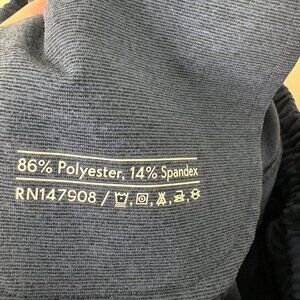 86% Polyester, 14% Spandex
RN147908 /